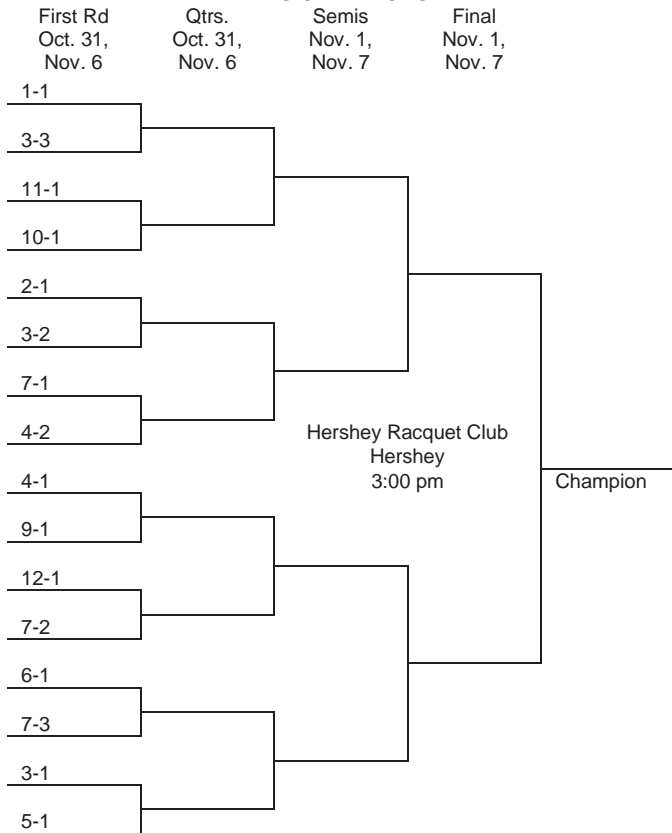 First Rd Qtrs. Semis Final
Oct. 31, Oct. 31, Nov. 1, Nov. 1,
Nov. 6 Nov. 6 Nov. 7 Nov. 7
1-1
3-3
11-1
10-1
2-1
3-2
7-1
4-2
Hershey Racquet Club
Hershey
3:00 pm
Champion
4-1
9-1
12-1
7-2
6-1
7-3
3-1
5-1